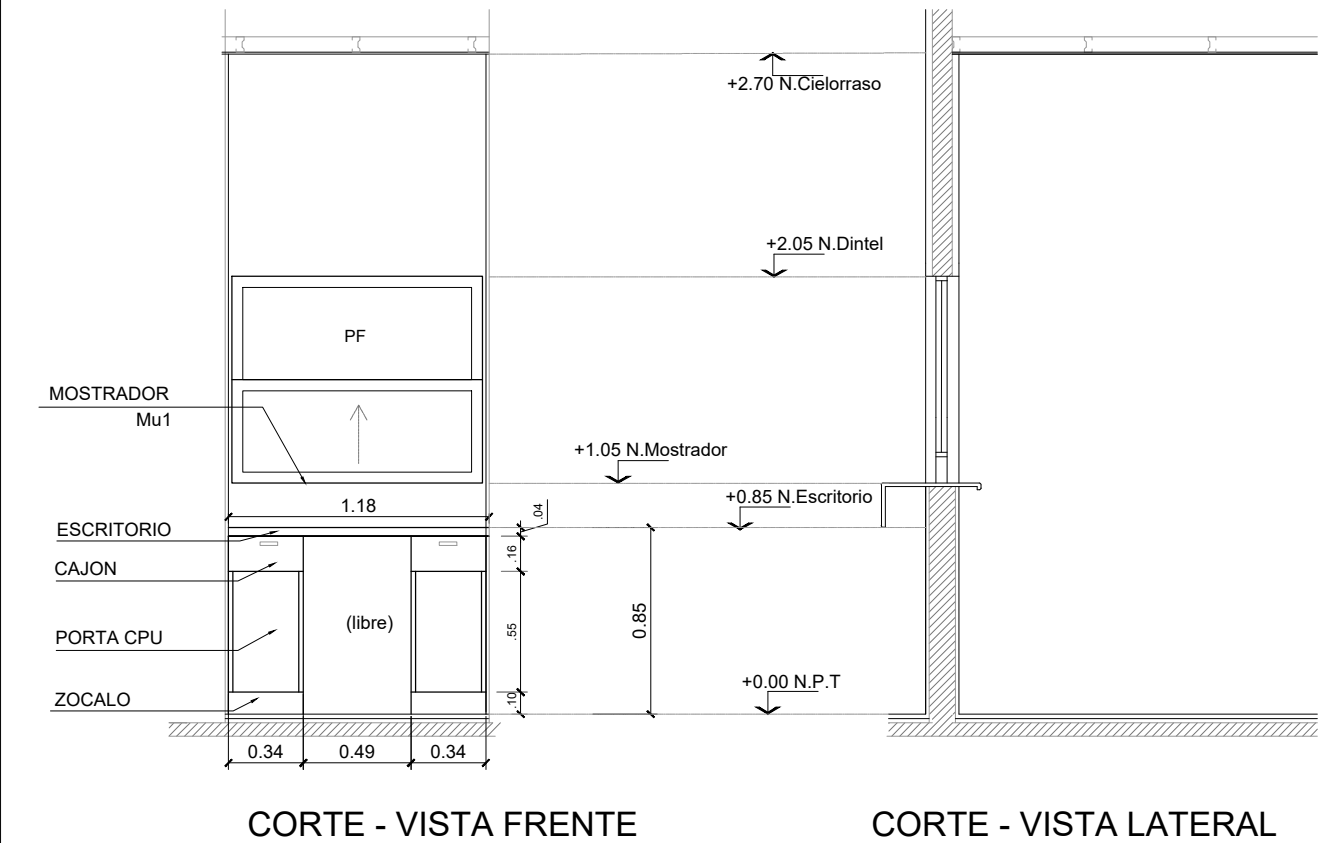 +2.70 N.Cielorraso
+2.05 N.Dintel
PF
MOSTRADOR
Mu1
+1.05 N.Mostrador
+0.85 N.Escritorio
1.18
.04
ESCRITORIO
.16
CAJON
(libre)
.55
0.85
PORTA CPU
+0.00 N.P.T
ZOCALO
.10
0.34
0.49
0.34
CORTE - VISTA FRENTE
CORTE - VISTA LATERAL